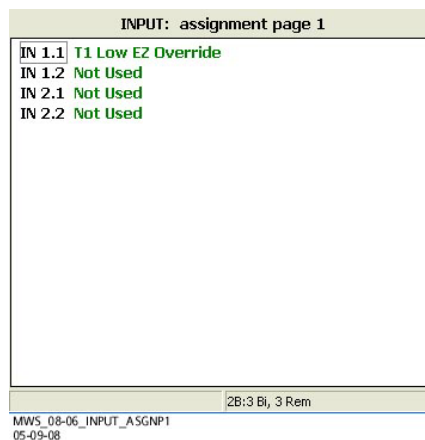 INPUT: assignment page 1
IN 1.1 T1 Low EZ Override
IN 1.2 Not Used
IN 2.1 Not Used
IN 2.2 Not Used
2B:3 Bi, 3 Rem
MWS_08-06_INPUT_ASGNP1
05-09-08